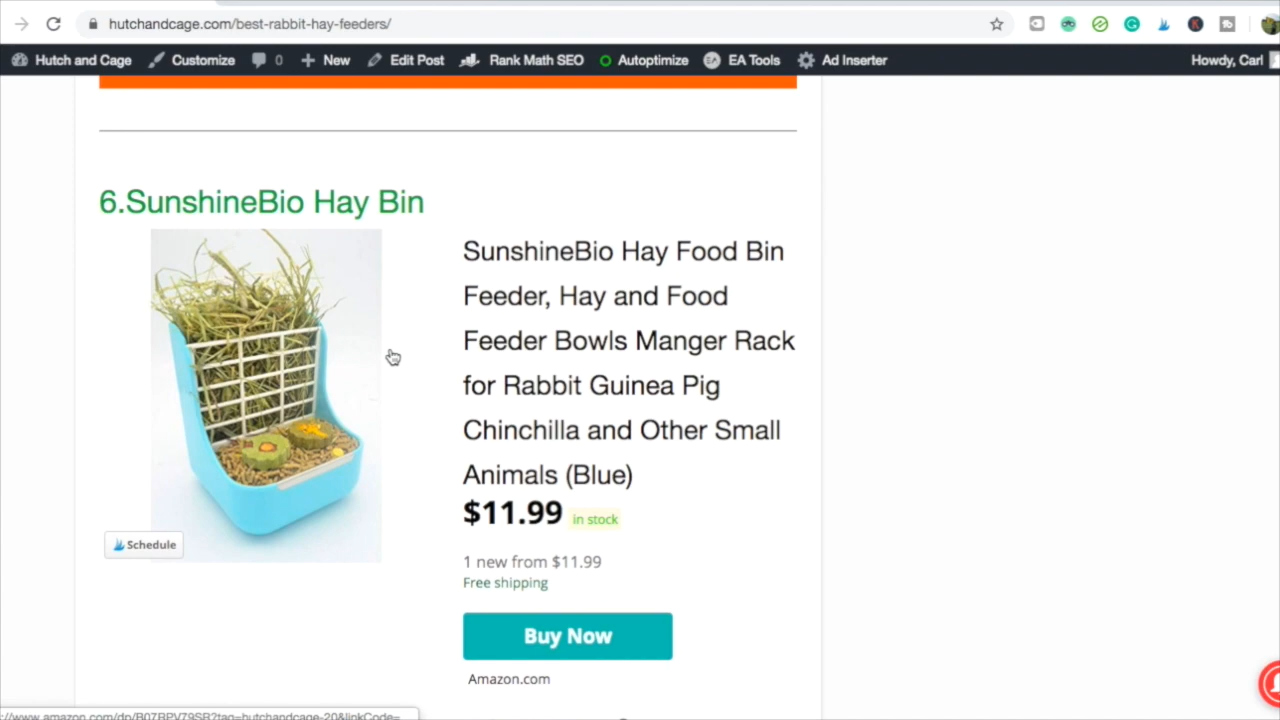 hutchandcage.com/best-rabbit-hay-feeders/
Hutch and Cage Customize 0 New Edit Post Rank Math SEO Autoptimize EA Tools Ad Inserter Howdy, Carl
6.SunshineBio Hay Bin
SunshineBio Hay Food Bin
Feeder, Hay and Food
Feeder Bowls Manger Rack
for Rabbit Guinea Pig
Chinchilla and Other Small
Animals (Blue)
$11.99 in stock
Schedule
1 new from $11.99
Free shipping
Buy Now
Amazon.com